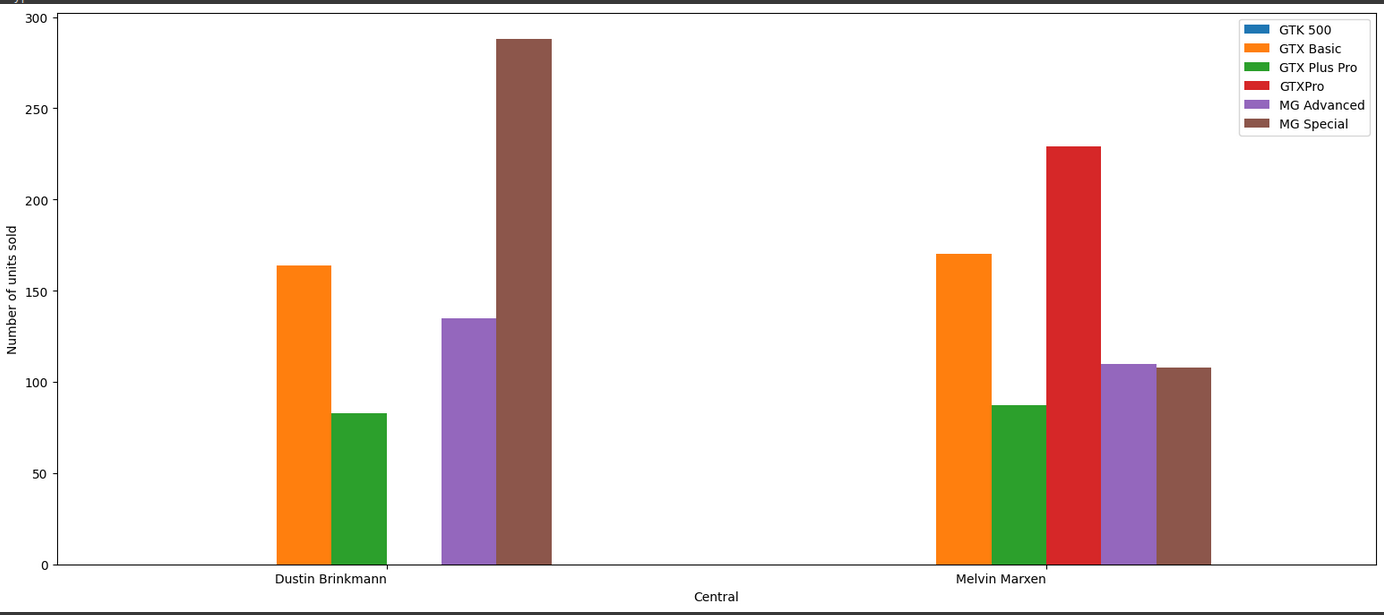 300
250
200
150
100
50
0
Number of units sold
GTK 500
GTX Basic
GTX Plus Pro
GTXPro
MG Advanced
MG Special
Dustin Brinkmann
Melvin Marxen
Central